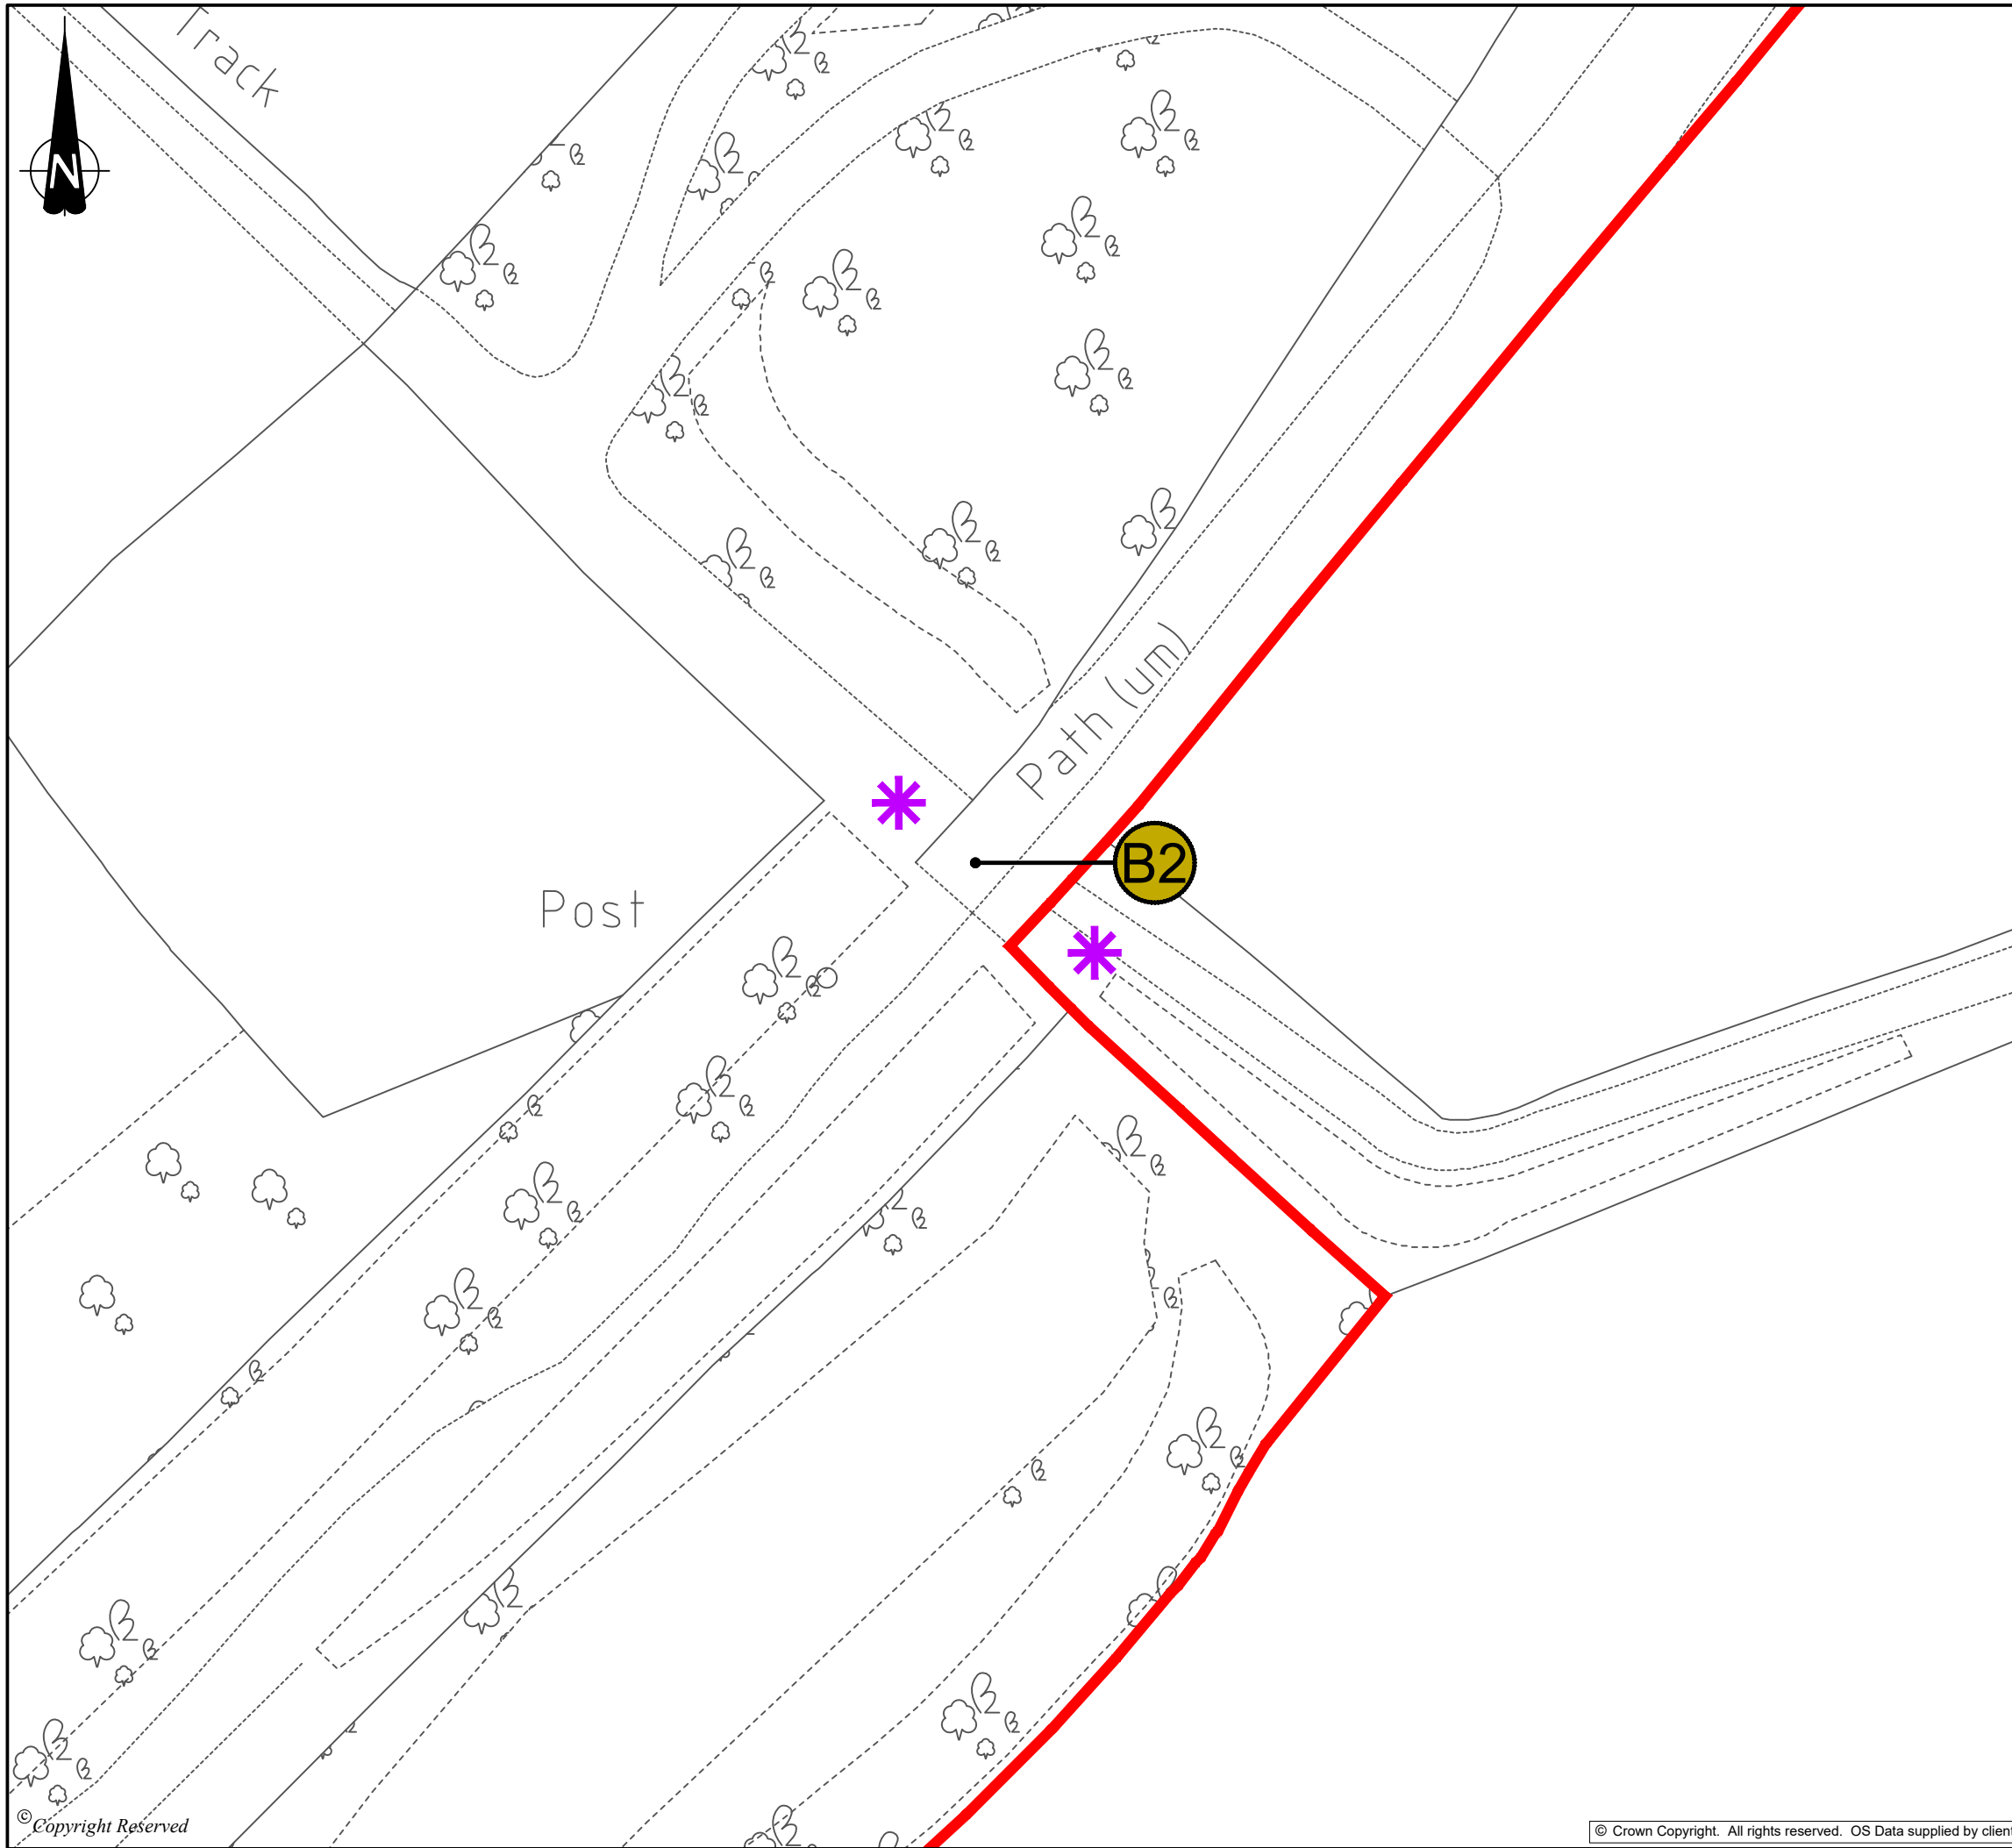 Track
N
Path (um)
B2
Post
© Copyright Reserved
© Crown Copyright. All rights reserved. OS Data supplied by client